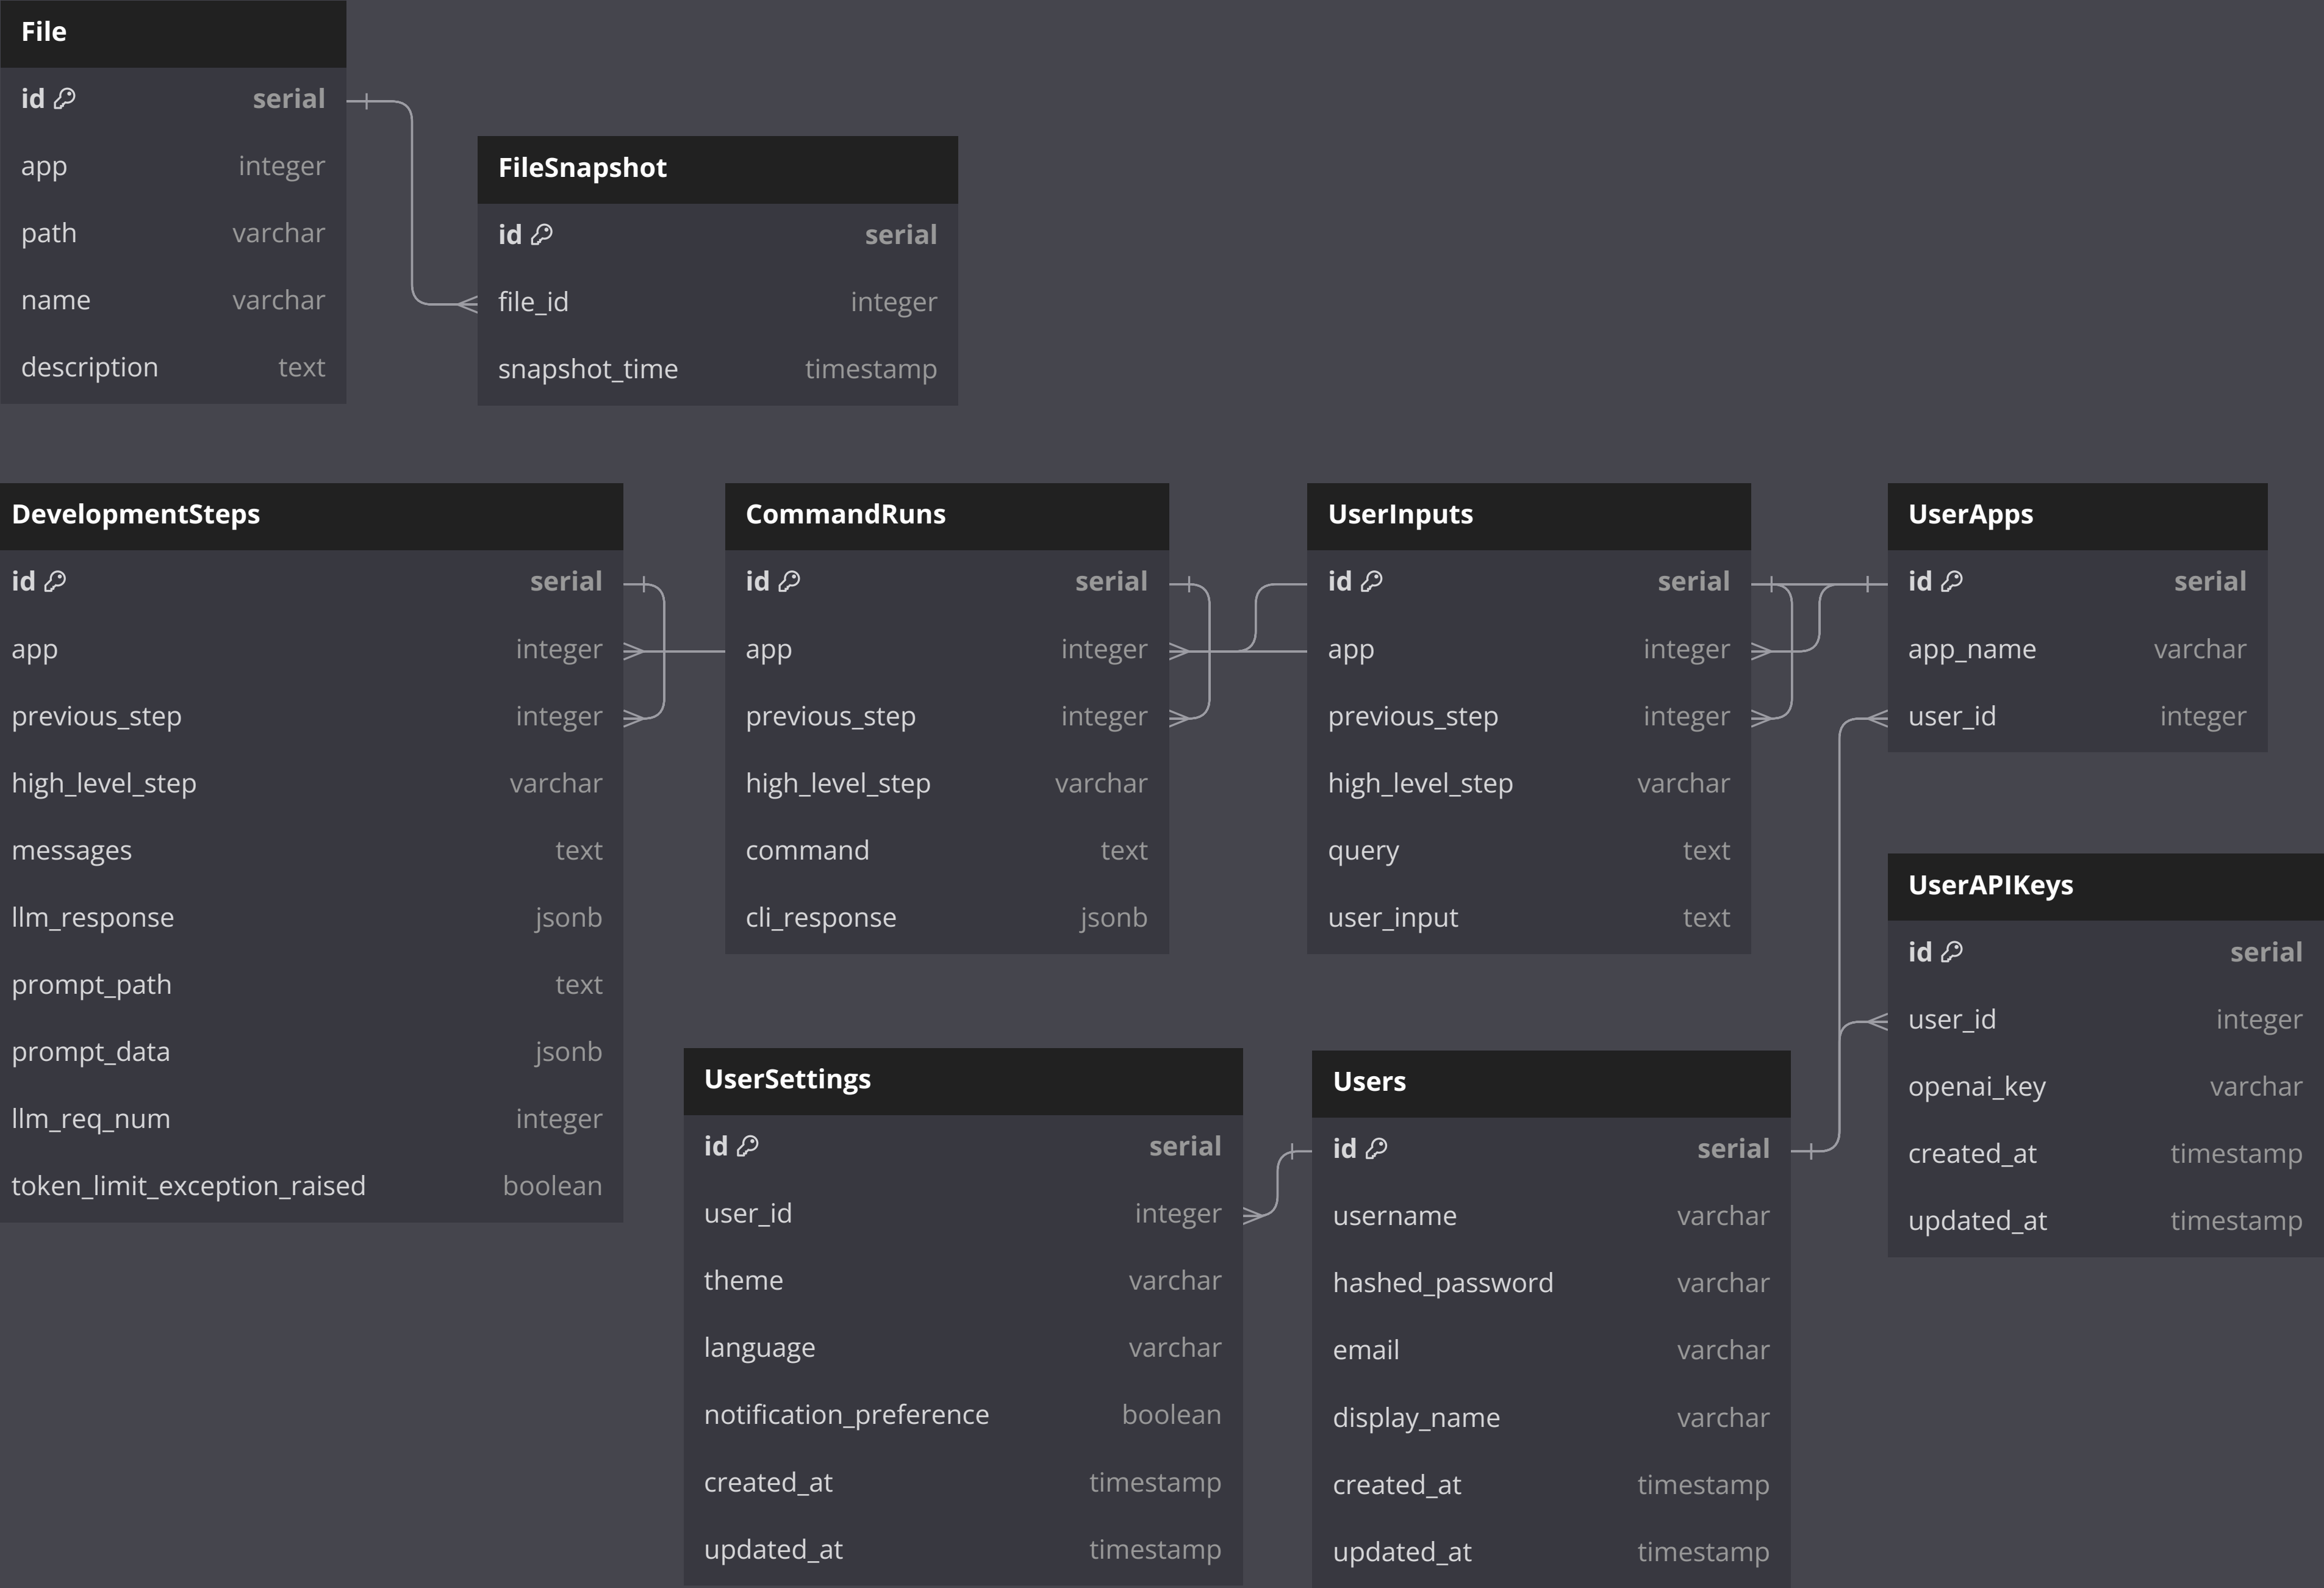 File
id serial
app integer
path varchar
name varchar
description text
FileSnapshot
id serial
file_id integer
snapshot_time timestamp
DevelopmentSteps
id serial
app integer
previous_step integer
high_level_step varchar
messages text
llm_response jsonb
prompt_path text
prompt_data jsonb
llm_req_num integer
token_limit_exception_raised boolean
CommandRuns
id serial
app integer
previous_step integer
high_level_step varchar
command text
cli_response jsonb
UserInputs
id serial
app integer
previous_step integer
high_level_step varchar
query text
user_input text
UserApps
id serial
app_name varchar
user_id integer
UserAPIKeys
id serial
user_id integer
openai_key varchar
created_at timestamp
updated_at timestamp
UserSettings
id serial
user_id integer
theme varchar
language varchar
notification_preference boolean
created_at timestamp
updated_at timestamp
Users
id serial
username varchar
hashed_password varchar
email varchar
display_name varchar
created_at timestamp
updated_at timestamp